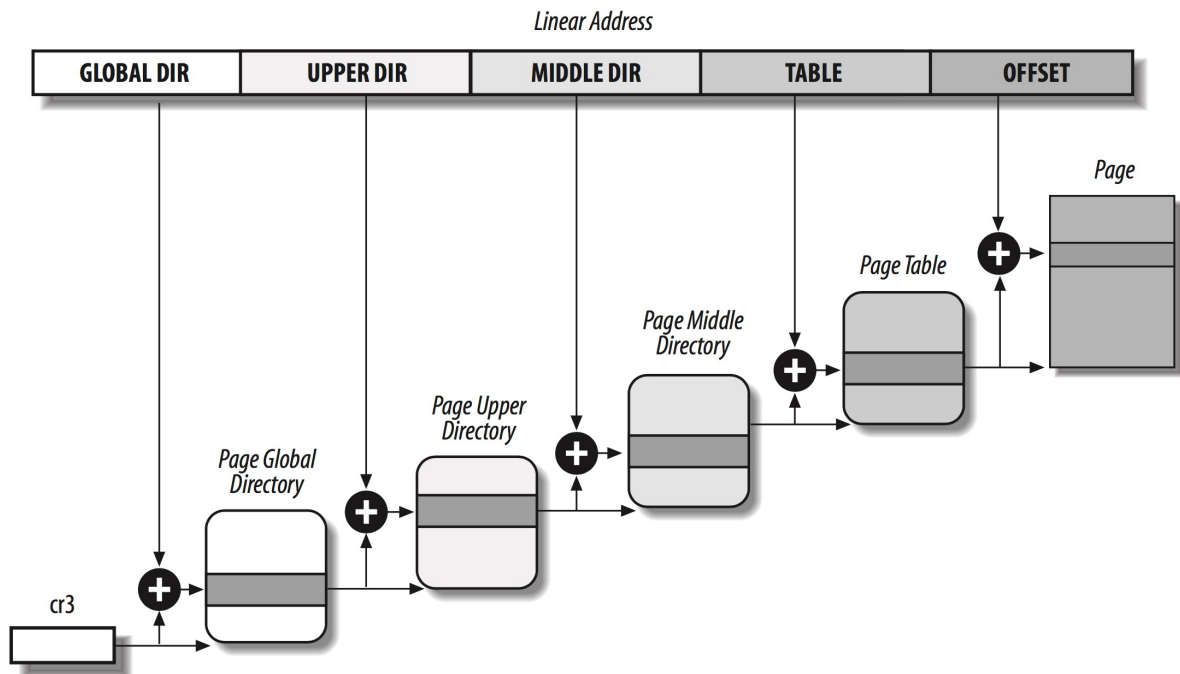 Linear Address
GLOBAL DIR UPPER DIR MIDDLE DIR TABLE OFFSET
Page
Page Table
Page Middle
Directory
Page Upper
Directory
Page Global
Directory
cr3